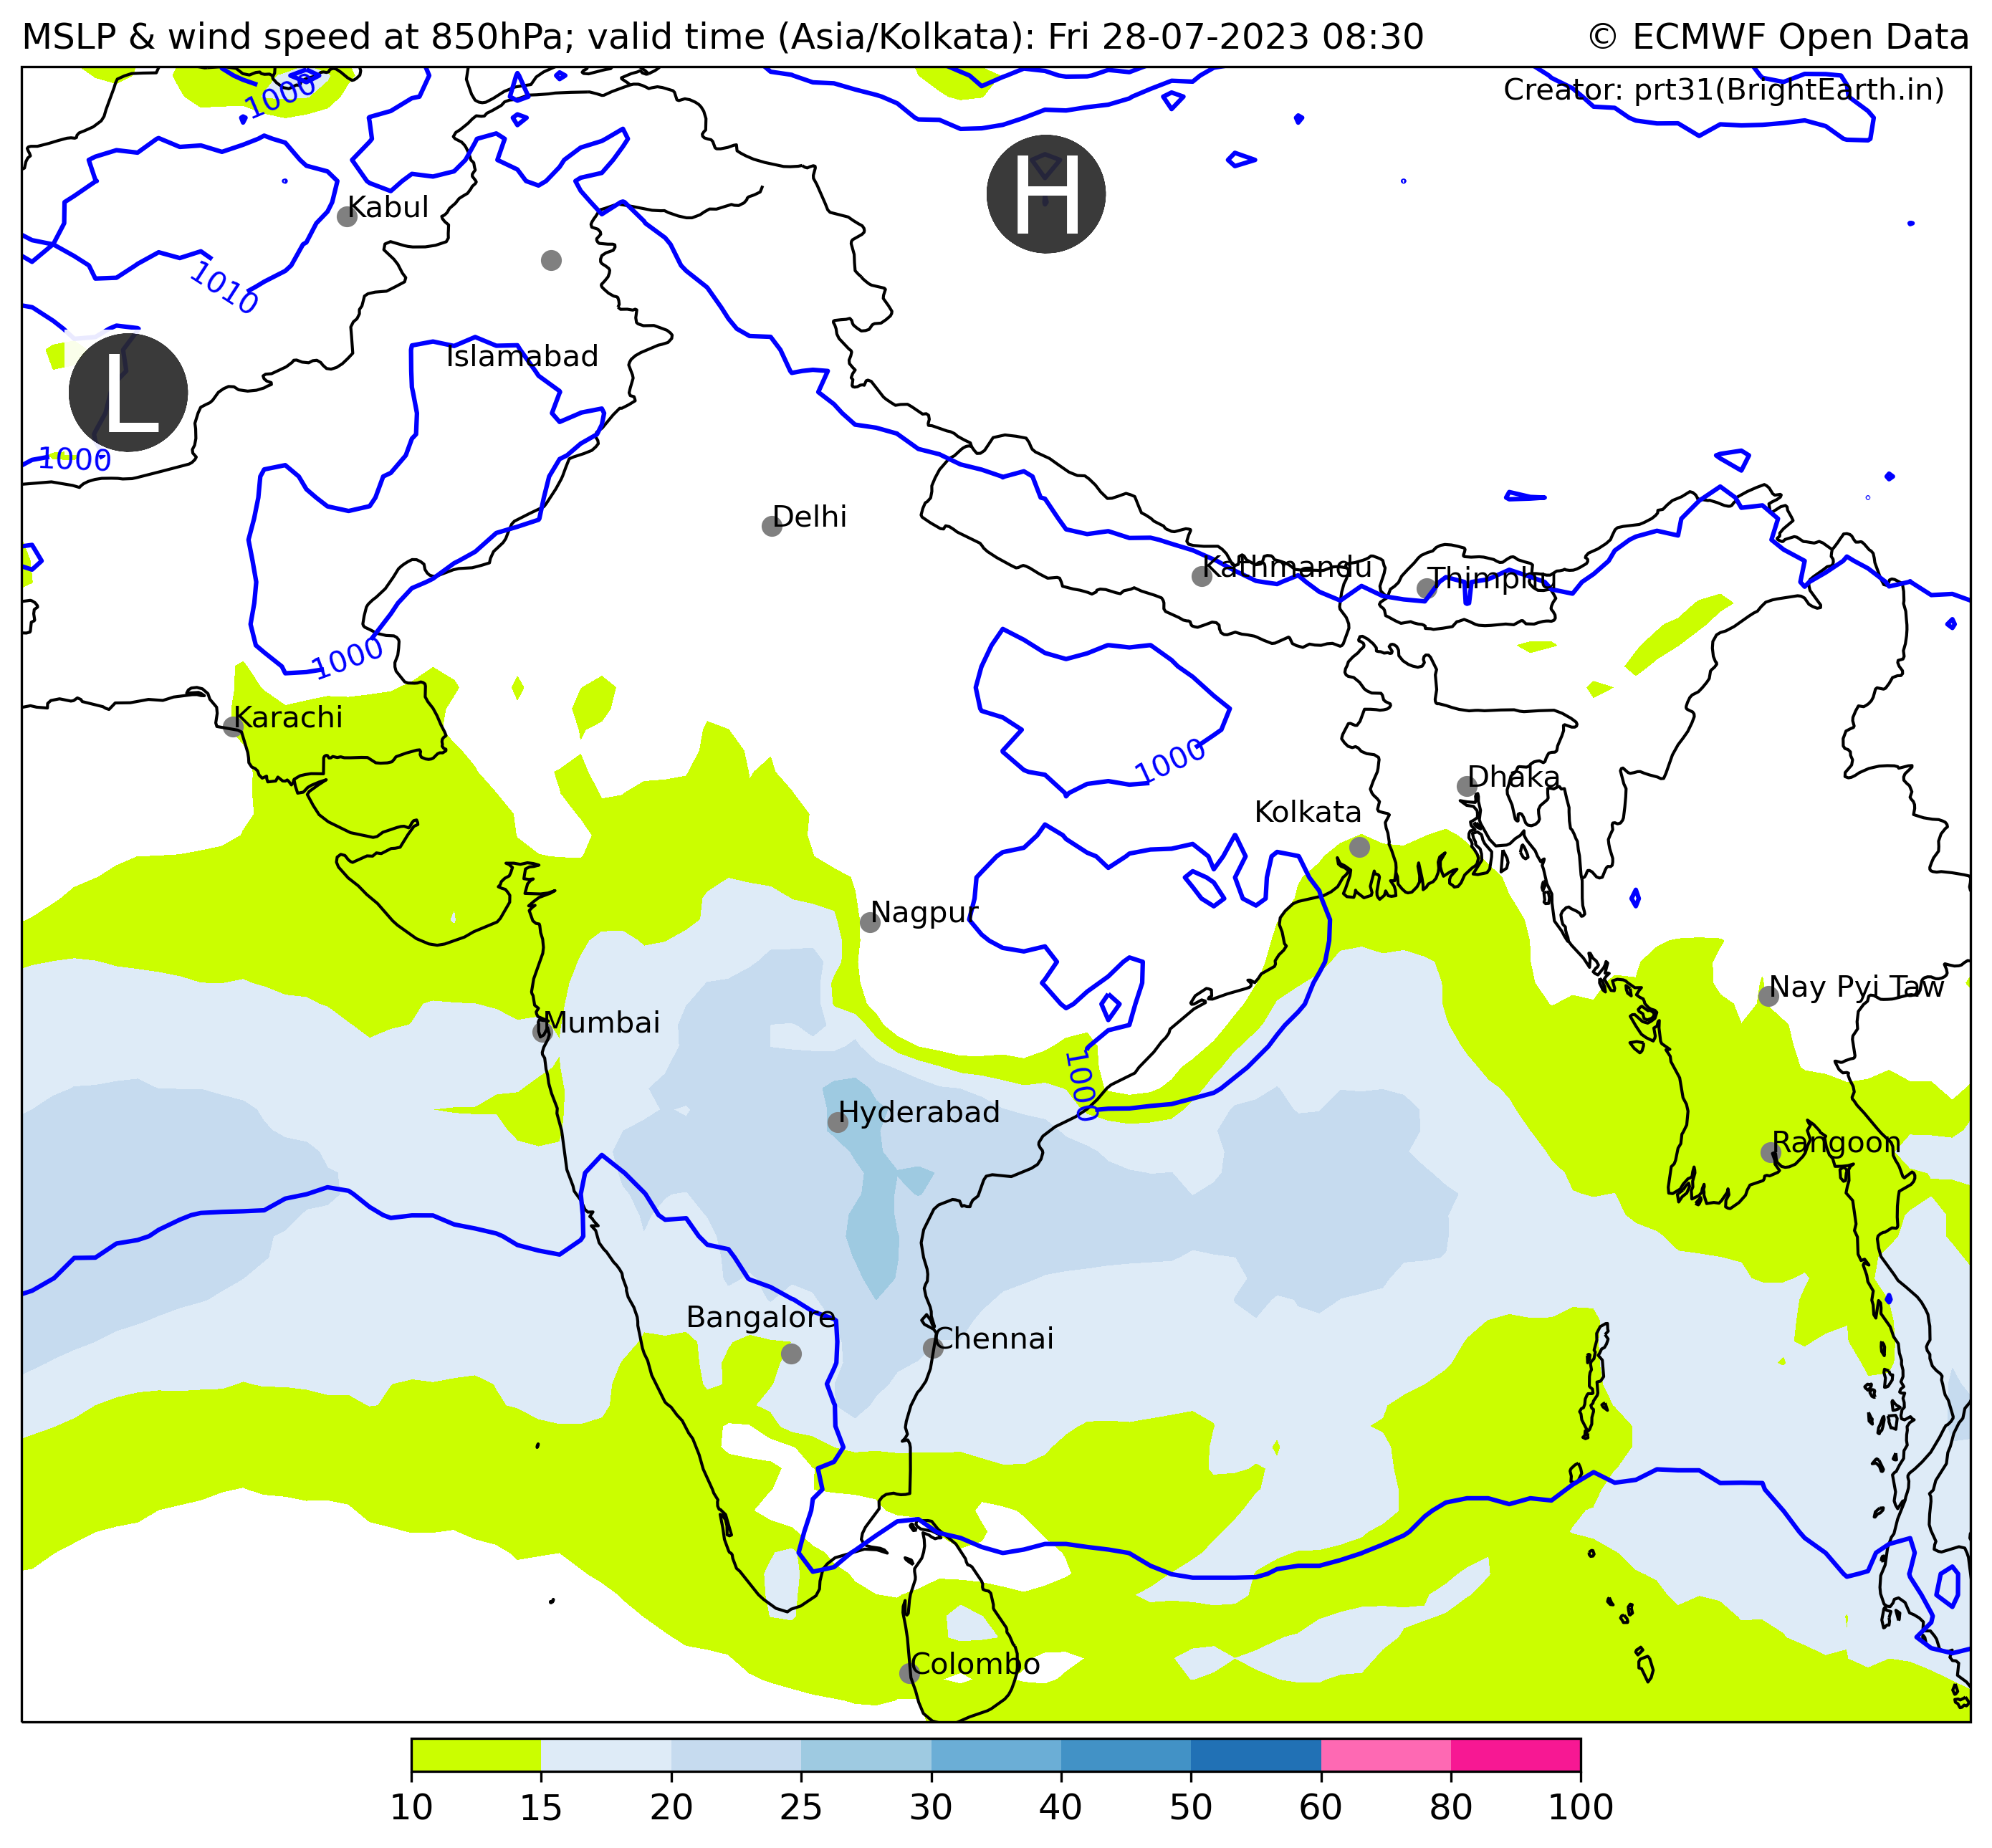 MSLP & wind speed at 850hPa; valid time (Asia/Kolkata): Fri 28-07-2023 08:30
© ECMWF Open Data
Creator: prt31(BrightEarth.in)
1000
H
Kabul
1010
L
Islamabad
1000
Delhi
Kathmandu
Thimphu
1000
Karachi
1000
Dhaka
Kolkata
Nagpur
Nay Pyi Taw
Mumbai
1000
Hyderabad
Rangoon
Bangalore
Chennai
Colombo
10 15 20 25 30 40 50 60 80 100